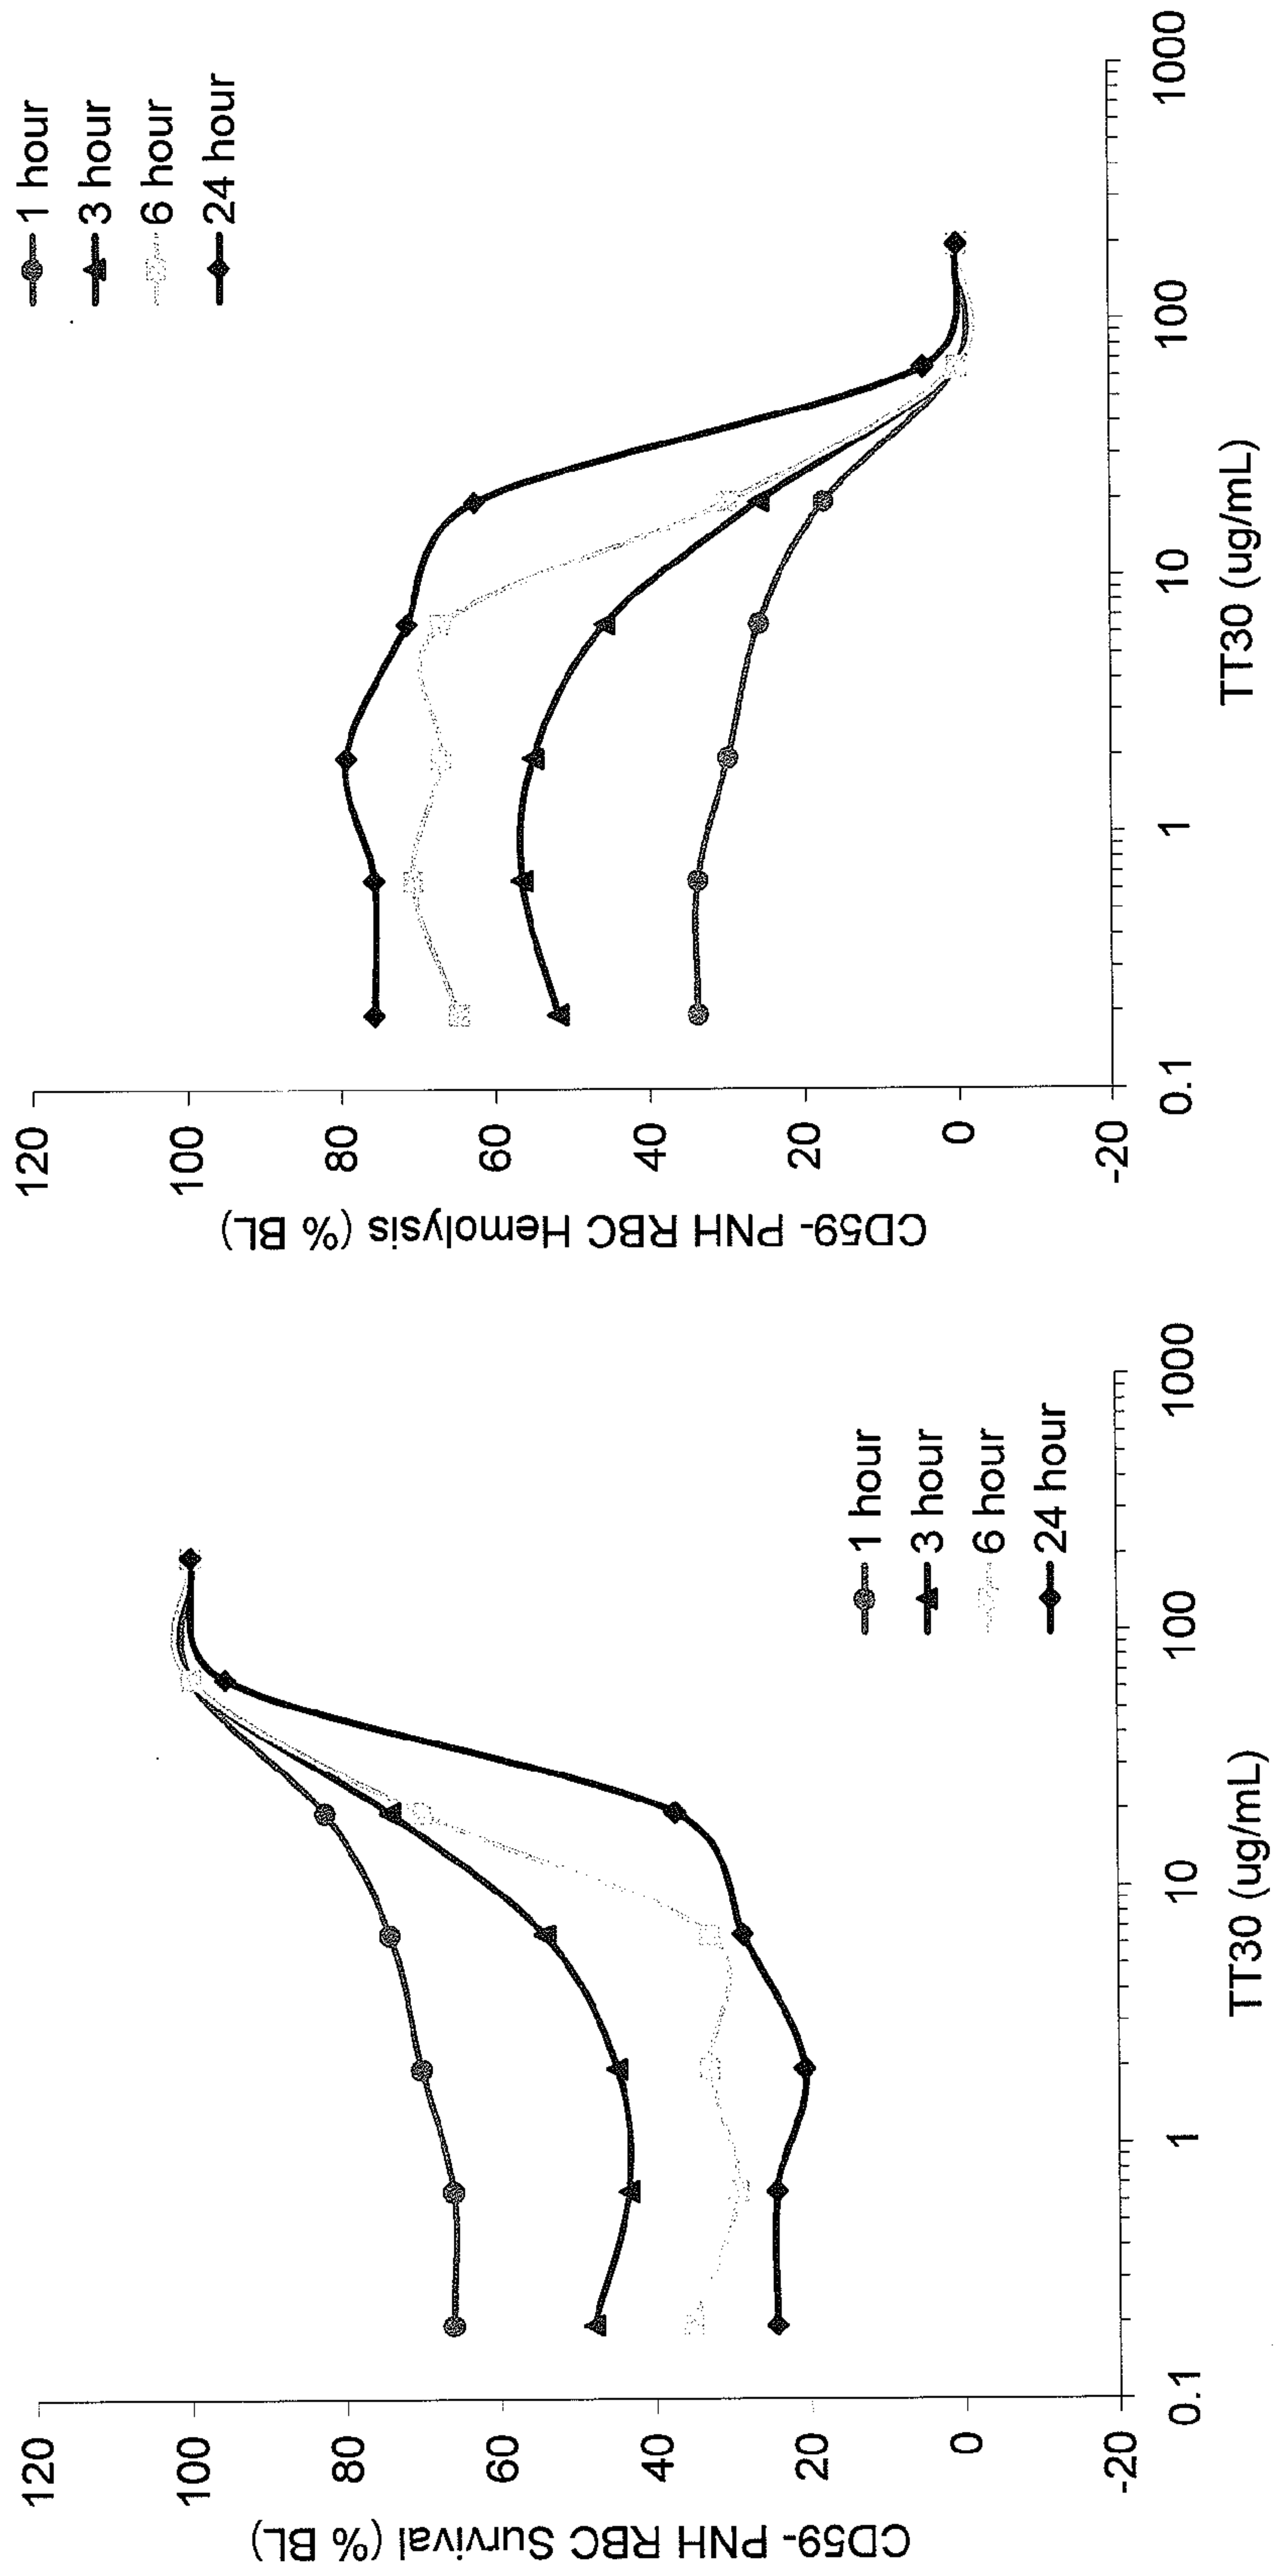 CD59- PNH RBC Survival (% BL)
120
100
80
60
40
20
0
-20
0.1
1
10
100
1000
TT30 (ug/mL)
1 hour
3 hour
6 hour
24 hour
CD59- PNH RBC Hemolysis (% BL)
120
100
80
60
40
20
0
-20
0.1
1
10
100
1000
TT30 (ug/mL)
1 hour
3 hour
6 hour
24 hour